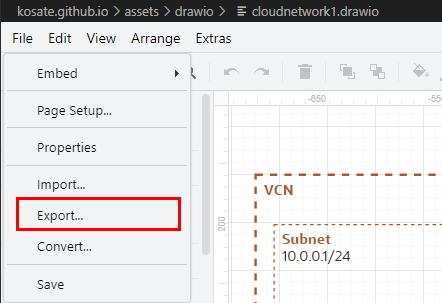 kosate.github.io > assets > drawio > cloudnetwork1.drawio
File Edit View Arrange Extras
Embed
Page Setup...
Properties
Import...
Export...
Convert...
Save
-650
-550
200
VCN
Subnet
10.0.0.1/24